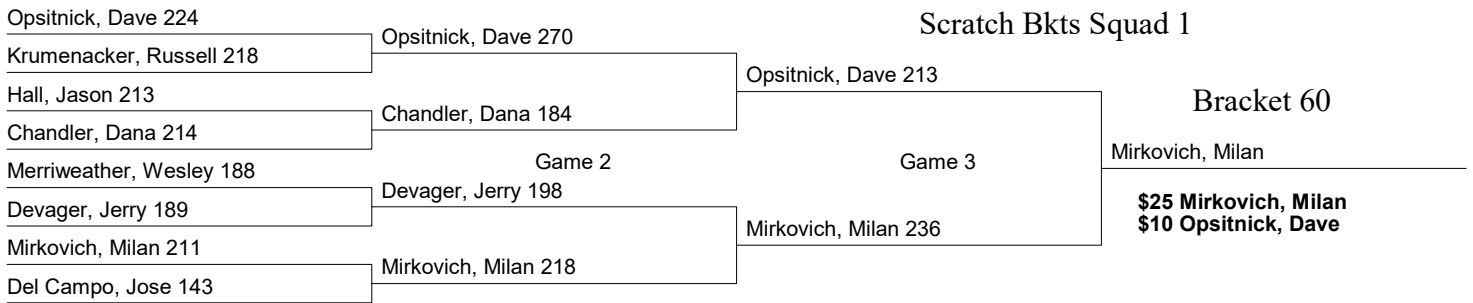 Scratch Bkts Squad 1
Bracket 60
Opsitnick, Dave 224
Krumenacker, Russell 218
Hall, Jason 213
Chandler, Dana 214
Merriweather, Wesley 188
Devager, Jerry 189
Mirkovich, Milan 211
Del Campo, Jose 143
Opsitnick, Dave 270
Chandler, Dana 184
Game 2
Devager, Jerry 198
Mirkovich, Milan 218
Opsitnick, Dave 213
Game 3
Mirkovich, Milan 236
Mirkovich, Milan
$25 Mirkovich, Milan
$10 Opsitnick, Dave